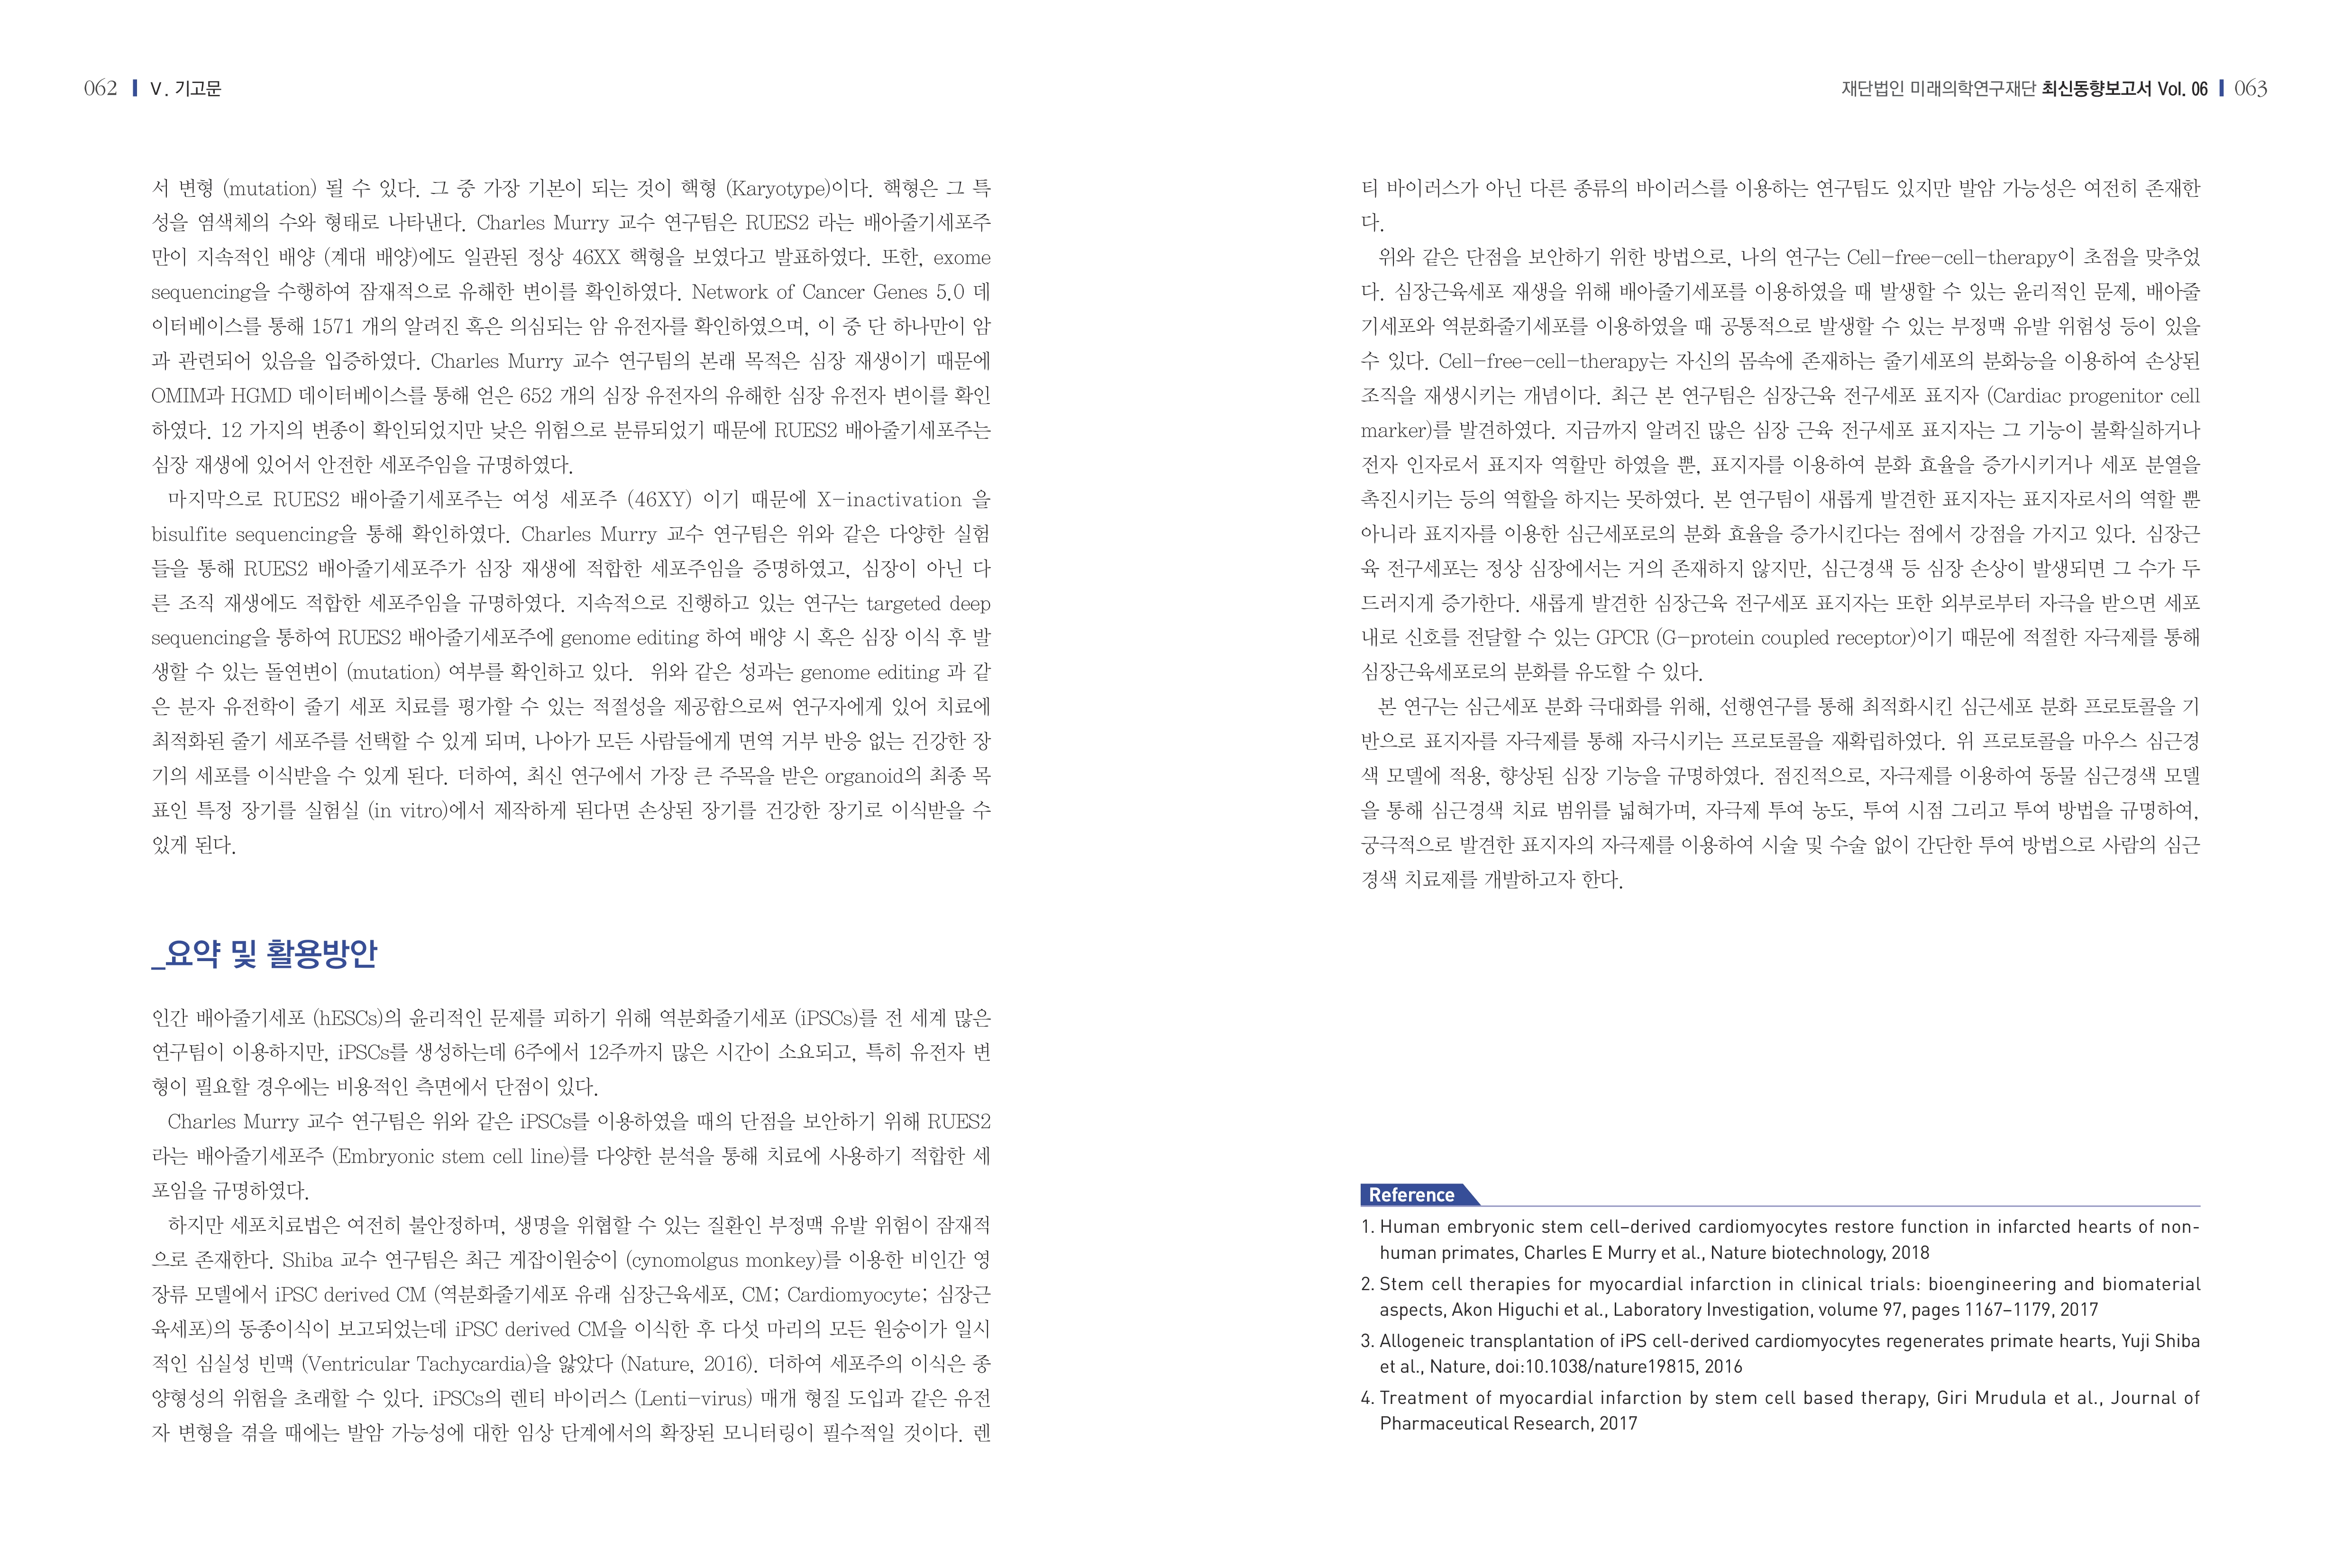 062 V. 기고문
서 변형 (mutation) 될 수 있다. 그 중 가장 기본이 되는 것이 핵형 (Karyotype)이다. 핵형은 그 특
성을 염색체의 수와 형태로 나타낸다. Charles Murry 교수 연구팀은 RUES2 라는 배아줄기세포주
만이 지속적인 배양 (계대 배양)에도 일관된 정상 46XX 핵형을 보였다고 발표하였다. 또한, exome
sequencing을 수행하여 잠재적으로 유해한 변이를 확인하였다. Network of Cancer Genes 5.0 데
이터베이스를 통해 1571 개의 알려진 혹은 의심되는 암 유전자를 확인하였으며, 이 중 단 하나만이 암
과 관련되어 있음을 입증하였다. Charles Murry 교수 연구팀의 본래 목적은 심장 재생이기 때문에
OMIM과 HGMD 데이터베이스를 통해 얻은 652 개의 심장 유전자의 유해한 심장 유전자 변이를 확인
하였다. 12 가지의 변종이 확인되었지만 낮은 위험으로 분류되었기 때문에 RUES2 배아줄기세포주는
심장 재생에 있어서 안전한 세포주임을 규명하였다.
마지막으로 RUES2 배아줄기세포주는 여성 세포주 (46XY) 이기 때문에 X-inactivation 을
bisulfite sequencing을 통해 확인하였다. Charles Murry 교수 연구팀은 위와 같은 다양한 실험
들을 통해 RUES2 배아줄기세포주가 심장 재생에 적합한 세포주임을 증명하였고, 심장이 아닌 다
른 조직 재생에도 적합한 세포주임을 규명하였다. 지속적으로 진행하고 있는 연구는 targeted deep
sequencing을 통하여 RUES2 배아줄기세포주에 genome editing 하여 배양 시 혹은 심장 이식 후 발
생할 수 있는 돌연변이 (mutation) 여부를 확인하고 있다. 위와 같은 성과는 genome editing 과 같
은 분자 유전학이 줄기 세포 치료를 평가할 수 있는 적절성을 제공함으로써 연구자에게 있어 치료에
최적화된 줄기 세포주를 선택할 수 있게 되며, 나아가 모든 사람들에게 면역 거부 반응 없는 건강한 장
기의 세포를 이식받을 수 있게 된다. 더하여, 최신 연구에서 가장 큰 주목을 받은 organoid의 최종 목
표인 특정 장기를 실험실 (in vitro)에서 제작하게 된다면 손상된 장기를 건강한 장기로 이식받을 수
있게 된다.
_요약 및 활용방안
인간 배아줄기세포 (hESCs)의 윤리적인 문제를 피하기 위해 역분화줄기세포 (iPSCs)를 전 세계 많은
연구팀이 이용하지만, iPSCs를 생성하는데 6주에서 12주까지 많은 시간이 소요되고, 특히 유전자 변
형이 필요할 경우에는 비용적인 측면에서 단점이 있다.
Charles Murry 교수 연구팀은 위와 같은 iPSCs를 이용하였을 때의 단점을 보안하기 위해 RUES2
라는 배아줄기세포주 (Embryonic stem cell line)를 다양한 분석을 통해 치료에 사용하기 적합한 세
포임을 규명하였다.
하지만 세포치료법은 여전히 불안정하며, 생명을 위협할 수 있는 질환인 부정맥 유발 위험이 잠재적
으로 존재한다. Shiba 교수 연구팀은 최근 게잡이원숭이 (cynomolgus monkey)를 이용한 비인간 영
장류 모델에서 iPSC derived CM (역분화줄기세포 유래 심장근육세포, CM; Cardiomyocyte; 심장근
육세포)의 동종이식이 보고되었는데 iPSC derived CM을 이식한 후 다섯 마리의 모든 원숭이가 일시
적인 심실성 빈맥 (Ventricular Tachycardia)을 앓았다 (Nature, 2016). 더하여 세포주의 이식은 종
양형성의 위험을 초래할 수 있다. iPSCs의 렌티 바이러스 (Lenti-virus) 매개 형질 도입과 같은 유전
자 변형을 겪을 때에는 발암 가능성에 대한 임상 단계에서의 확장된 모니터링이 필수적일 것이다. 렌
재단법인 미래의학연구재단 최신동향보고서 Vol. 06 063
티 바이러스가 아닌 다른 종류의 바이러스를 이용하는 연구팀도 있지만 발암 가능성은 여전히 존재한
다.
위와 같은 단점을 보안하기 위한 방법으로, 나의 연구는 Cell-free-cell-therapy이 초점을 맞추었
다. 심장근육세포 재생을 위해 배아줄기세포를 이용하였을 때 발생할 수 있는 윤리적인 문제, 배아줄
기세포와 역분화줄기세포를 이용하였을 때 공통적으로 발생할 수 있는 부정맥 유발 위험성 등이 있을
수 있다. Cell-free-cell-therapy는 자신의 몸속에 존재하는 줄기세포의 분화능을 이용하여 손상된
조직을 재생시키는 개념이다. 최근 본 연구팀은 심장근육 전구세포 표지자 (Cardiac progenitor cell
marker)를 발견하였다. 지금까지 알려진 많은 심장 근육 전구세포 표지자는 그 기능이 불확실하거나
전자 인자로서 표지자 역할만 하였을 뿐, 표지자를 이용하여 분화 효율을 증가시키거나 세포 분열을
촉진시키는 등의 역할을 하지는 못하였다. 본 연구팀이 새롭게 발견한 표지자는 표지자로서의 역할 뿐
아니라 표지자를 이용한 심근세포로의 분화 효율을 증가시킨다는 점에서 강점을 가지고 있다. 심장근
육 전구세포는 정상 심장에서는 거의 존재하지 않지만, 심근경색 등 심장 손상이 발생되면 그 수가 두
드러지게 증가한다. 새롭게 발견한 심장근육 전구세포 표지자는 또한 외부로부터 자극을 받으면 세포
내로 신호를 전달할 수 있는 GPCR (G-protein coupled receptor)이기 때문에 적절한 자극제를 통해
심장근육세포로의 분화를 유도할 수 있다.
본 연구는 심근세포 분화 극대화를 위해, 선행연구를 통해 최적화시킨 심근세포 분화 프로토콜을 기
반으로 표지자를 자극제를 통해 자극시키는 프로토콜을 재확립하였다. 위 프로토콜을 마우스 심근경
색 모델에 적용, 향상된 심장 기능을 규명하였다. 점진적으로, 자극제를 이용하여 동물 심근경색 모델
을 통해 심근경색 치료 범위를 넓혀가며, 자극제 투여 농도, 투여 시점 그리고 투여 방법을 규명하여,
궁극적으로 발견한 표지자의 자극제를 이용하여 시술 및 수술 없이 간단한 투여 방법으로 사람의 심근
경색 치료제를 개발하고자 한다.
Reference
1. Human embryonic stem cell–derived cardiomyocytes restore function in infarcted hearts of non-
human primates, Charles E Murry et al., Nature biotechnology, 2018
2. Stem cell therapies for myocardial infarction in clinical trials: bioengineering and biomaterial
aspects, Akon Higuchi et al., Laboratory Investigation, volume 97, pages 1167–1179, 2017
3. Allogeneic transplantation of iPS cell-derived cardiomyocytes regenerates primate hearts, Yuji Shiba
et al., Nature, doi:10.1038/nature19815, 2016
4. Treatment of myocardial infarction by stem cell based therapy, Giri Mrudula et al., Journal of
Pharmaceutical Research, 2017